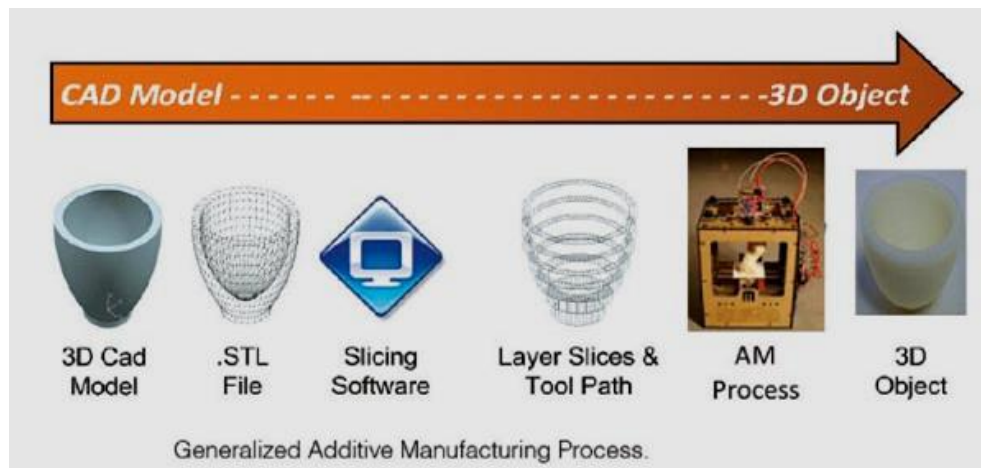 CAD Model - - - - - - -- - - - - - - - - - - - - - - - - - - - - - -3D Object
3D Cad
Model
.STL
File
Slicing
Software
Layer Slices &
Tool Path
AM
Process
3D
Object
Generalized Additive Manufacturing Process.